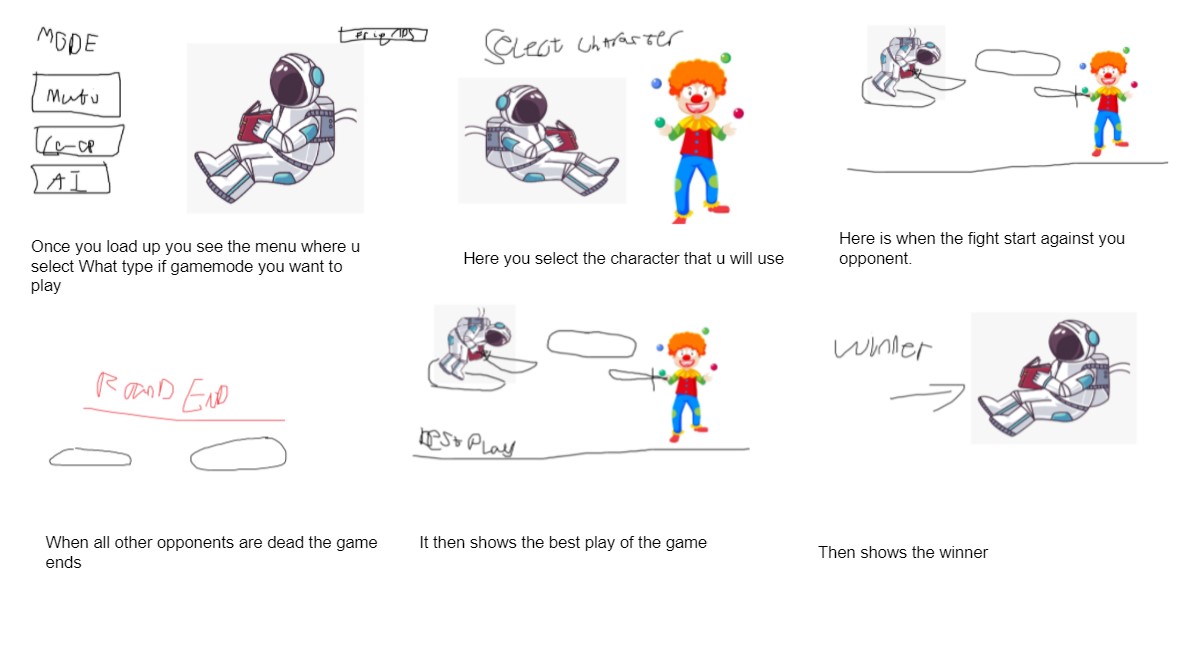 MODE
Friends
Mutu
Co-op
AI
Once you load up you see the menu where u
select What type if gamemode you want to
play
Select Charaster
Here you select the character that u will use
Here is when the fight start against you
opponent.
Round END
When all other opponents are dead the game
ends
Best Play
It then shows the best play of the game
Winner
Then shows the winner